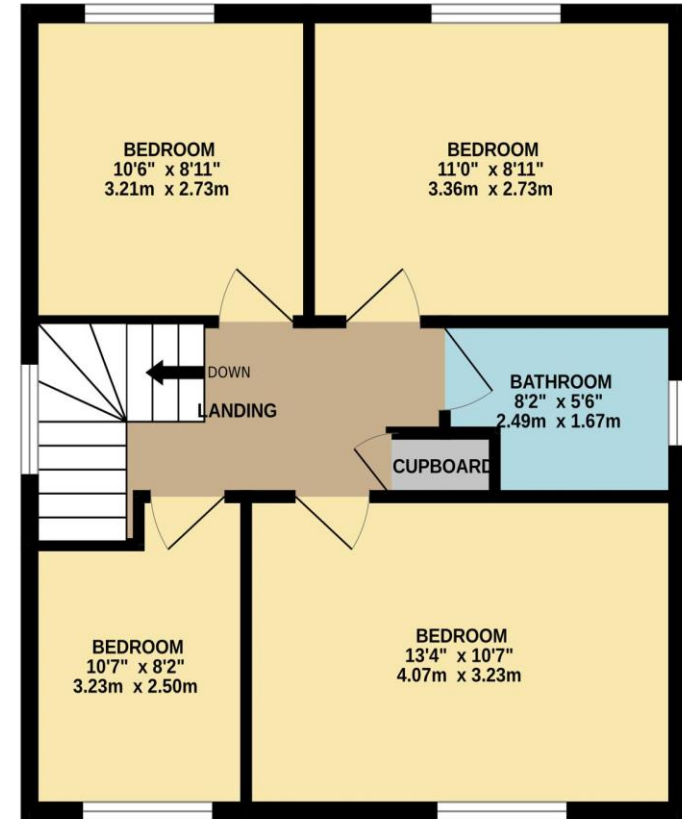 BEDROOM
10'6" x 8'11"
3.21m x 2.73m
BEDROOM
11'0" x 8'11"
3.36m x 2.73m
DOWN
LANDING
BATHROOM
8'2" x 5'6"
2.49m x 1.67m
CUPBOARD
BEDROOM
10'7" x 8'2"
3.23m x 2.50m
BEDROOM
13'4" x 10'7"
4.07m x 3.23m